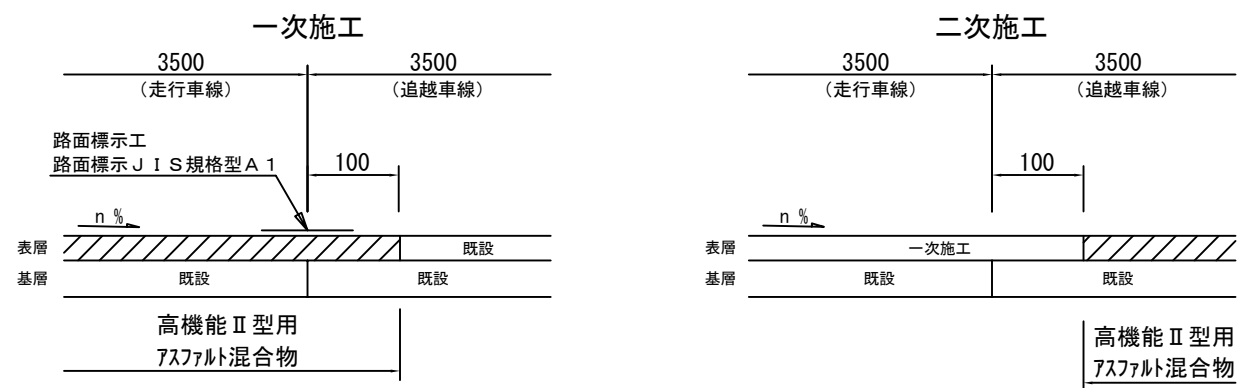 一次施工
3500
3500
(走行車線)
(追越車線)
路面標示工
路面標示ＪＩＳ規格型Ａ１
100
n %
表層
既設
基層
既設
既設
高機能Ⅱ型用
ｱｽﾌｧﾙﾄ混合物
二次施工
3500
3500
(走行車線)
(追越車線)
100
n %
表層
一次施工
基層
既設
既設
高機能Ⅱ型用
ｱｽﾌｧﾙﾄ混合物